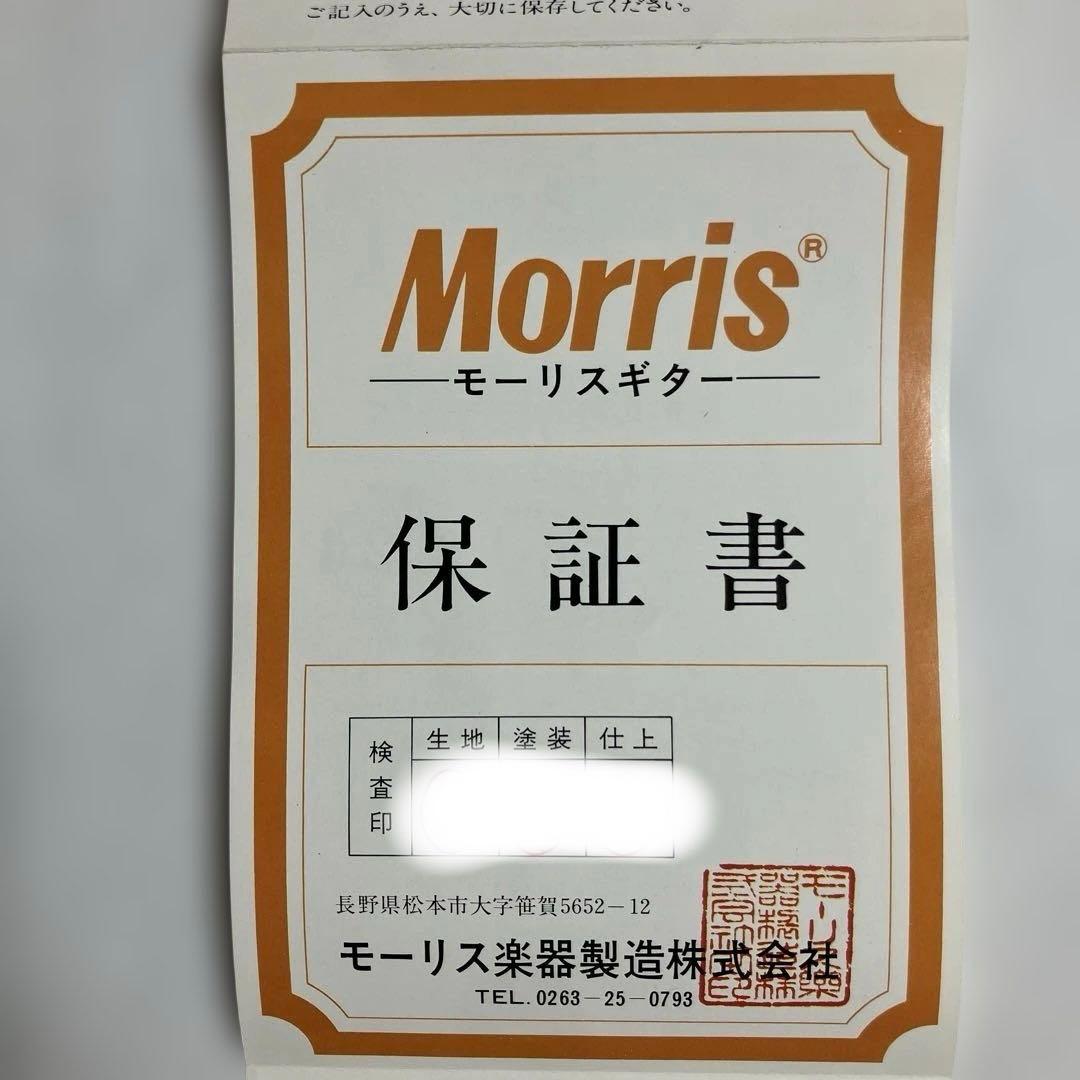 ご記入のうえ、大切に保存してください。
Morris®
モーリスギター
保証書
検査印
生地 塗装 仕上
長野県松本市大字笹賀5652-12
モーリス楽器製造株式会社
TEL.0263-25-0793